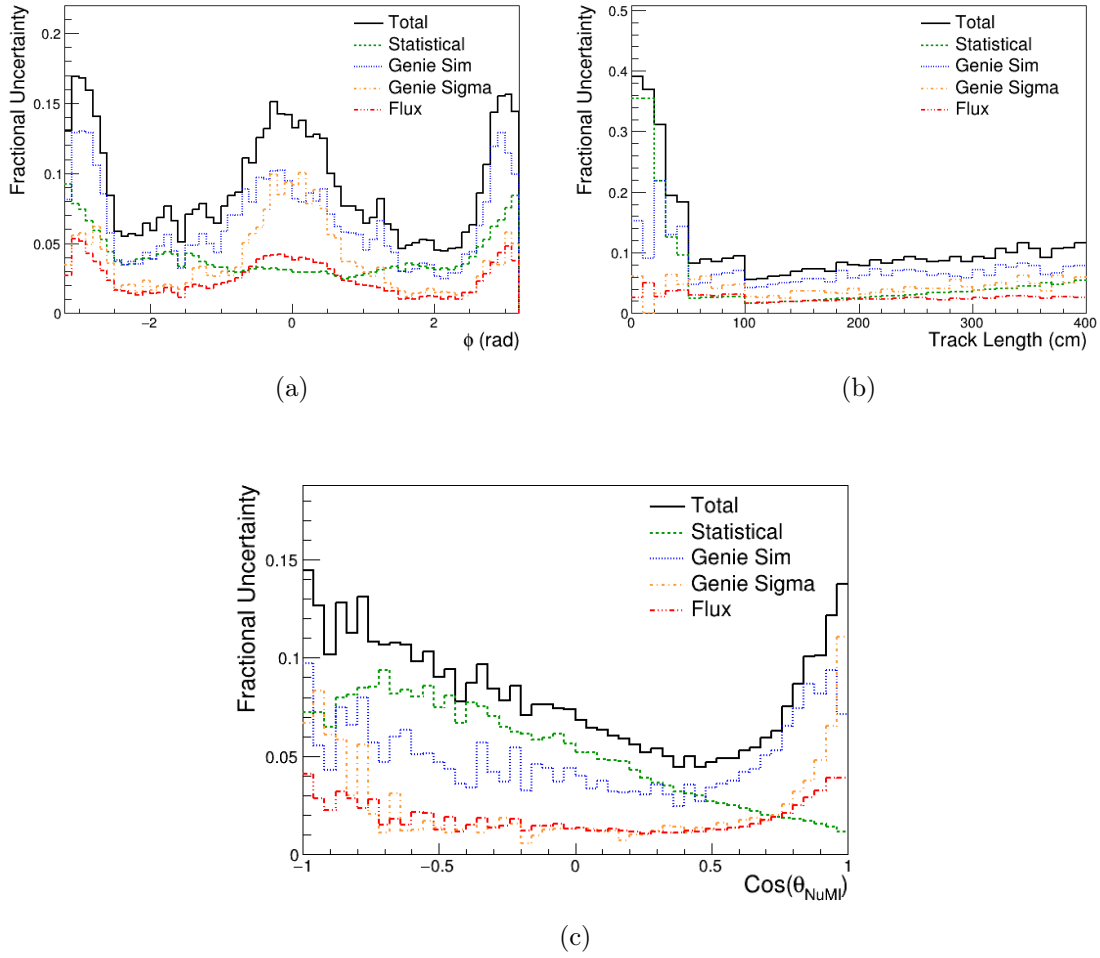 Fractional Uncertainty
0.2
0.15
0.1
0.05
0
Total
Statistical
Genie Sim
Genie Sigma
Flux
−2 0 2
ϕ (rad)
(a)
Fractional Uncertainty
0.5
0.4
0.3
0.2
0.1
0
Total
Statistical
Genie Sim
Genie Sigma
Flux
0 100 200 300 400
Track Length (cm)
(b)
Fractional Uncertainty
0.15
0.1
0.05
0
Total
Statistical
Genie Sim
Genie Sigma
Flux
−1 −0.5 0 0.5 1
Cos(θ_NuMI)
(c)